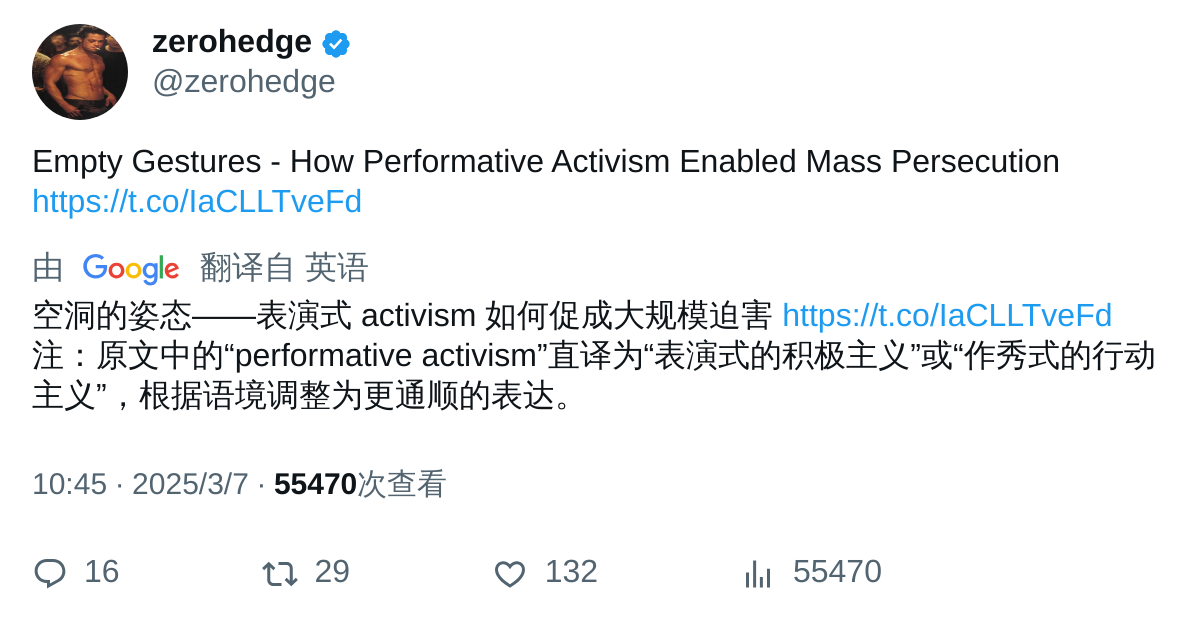 zerohedge
@zerohedge
Empty Gestures - How Performative Activism Enabled Mass Persecution
https://t.co/IaCLLTveFd
由 Google 翻译自 英语
空洞的姿态——表演式 activism 如何促成大规模迫害 https://t.co/IaCLLTveFd
注：原文中的“performative activism”直译为“表演式的积极主义”或“作秀式的行动
主义”，根据语境调整为更通顺的表达。
10:45 · 2025/3/7 · 55470次查看
16 29 132 55470